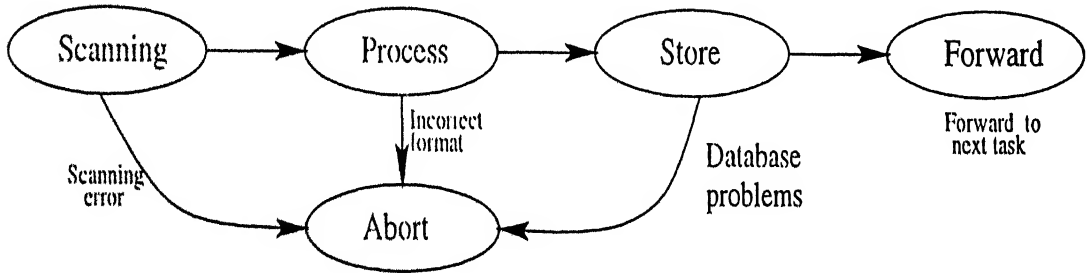 Scanning
Process
Store
Forward
Incorrect
format
Forward to
next task
Scanning
error
Database
problems
Abort